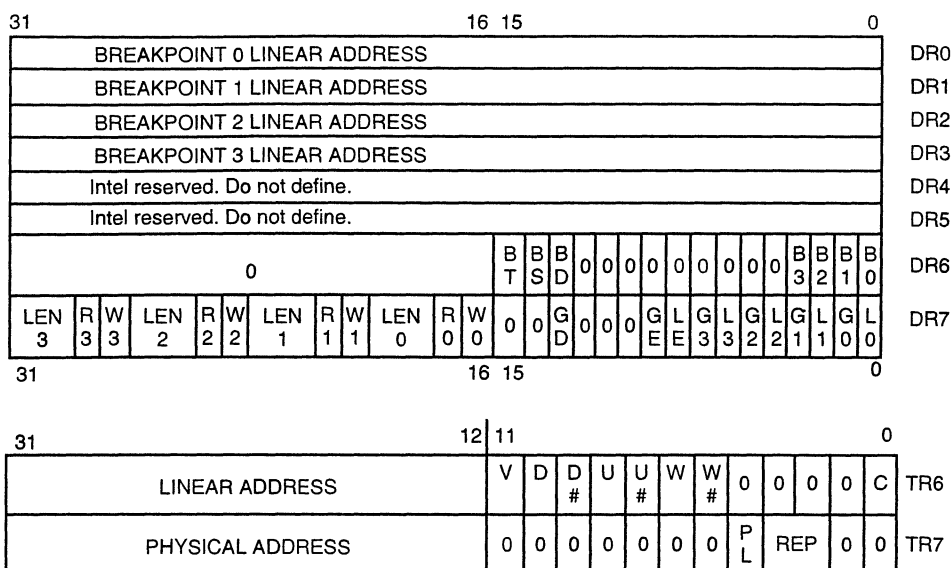 31 16 15 0
BREAKPOINT 0 LINEAR ADDRESS DR0
BREAKPOINT 1 LINEAR ADDRESS DR1
BREAKPOINT 2 LINEAR ADDRESS DR2
BREAKPOINT 3 LINEAR ADDRESS DR3
Intel reserved. Do not define. DR4
Intel reserved. Do not define. DR5
0 BT BS BD 0 0 0 0 0 0 0 0 0 B3 B2 B1 B0 DR6
LEN 3 R3 W3 LEN 2 R2 W2 LEN 1 R1 W1 LEN 0 R0 W0 0 0 GD 0 0 0 GE LE G3 L3 G2 L2 G1 L1 G0 L0 DR7
31 16 15 0
31 12 11 0
LINEAR ADDRESS V D D# U U# W W# 0 0 0 0 C TR6
PHYSICAL ADDRESS 0 0 0 0 0 0 0 PL REP 0 0 TR7